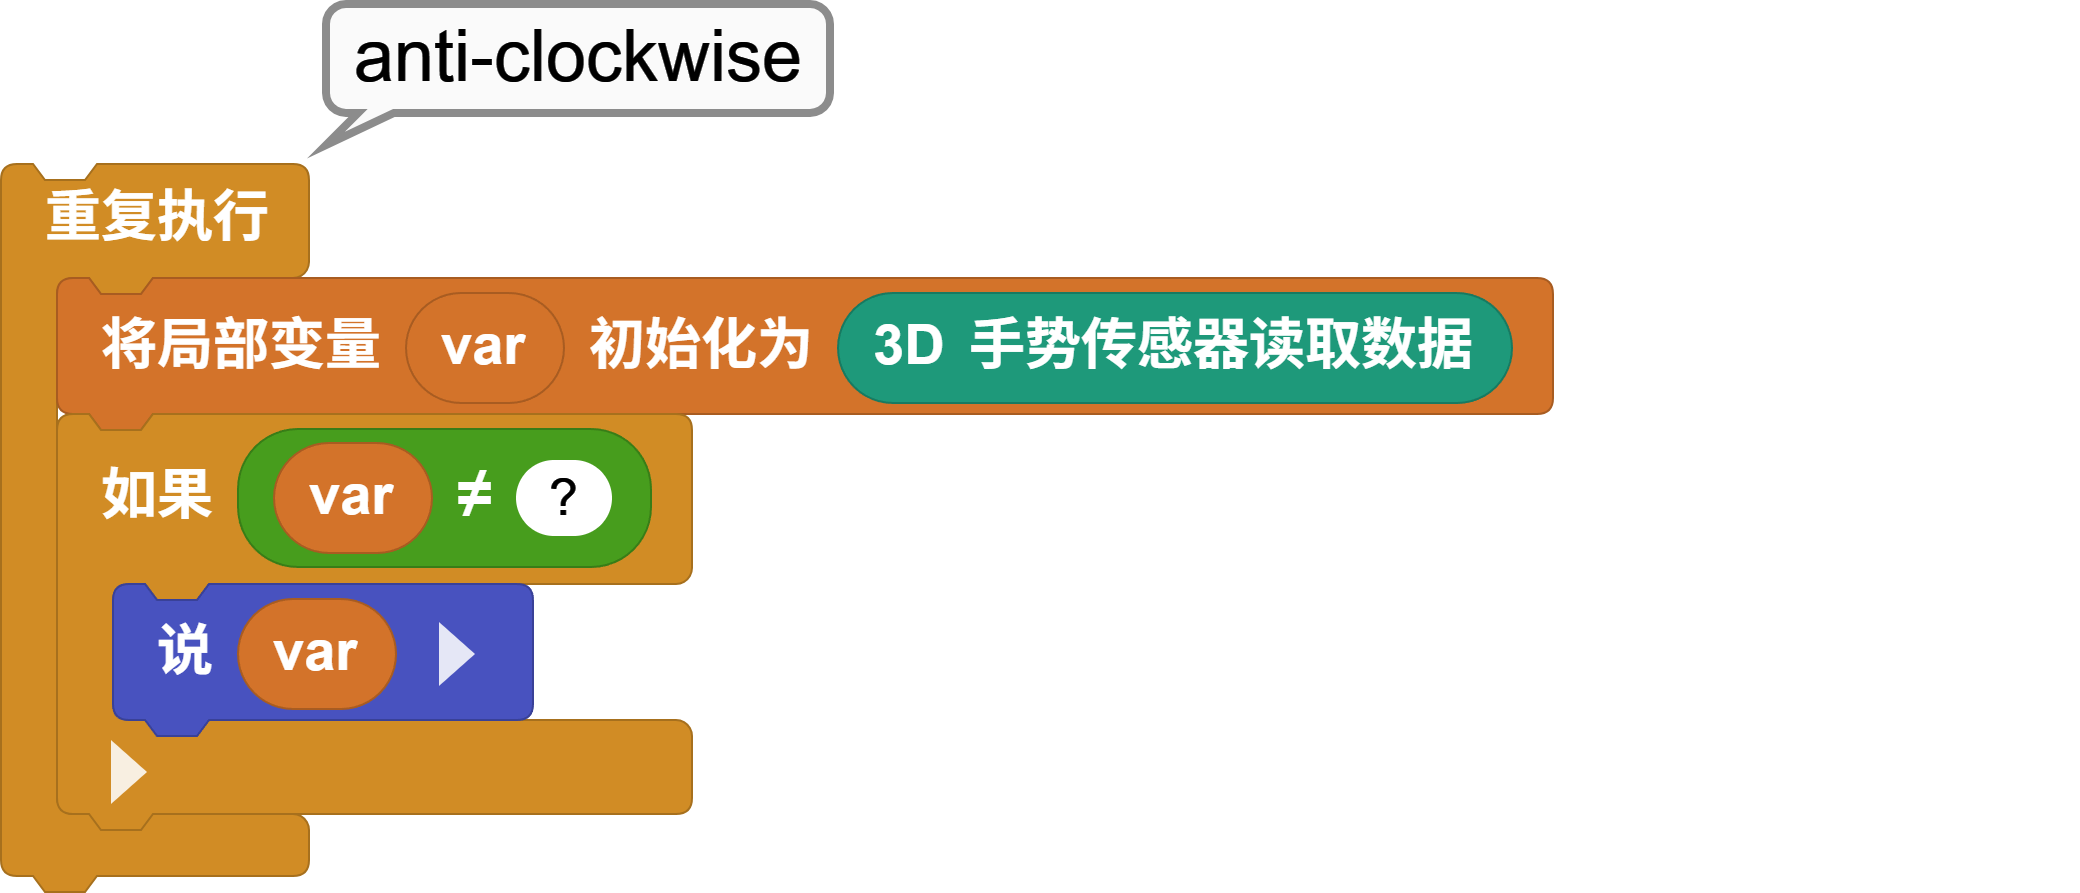 anti-clockwise
重复执行
将局部变量 var 初始化为 3D 手势传感器读取数据
如果 var ≠ ?
说 var